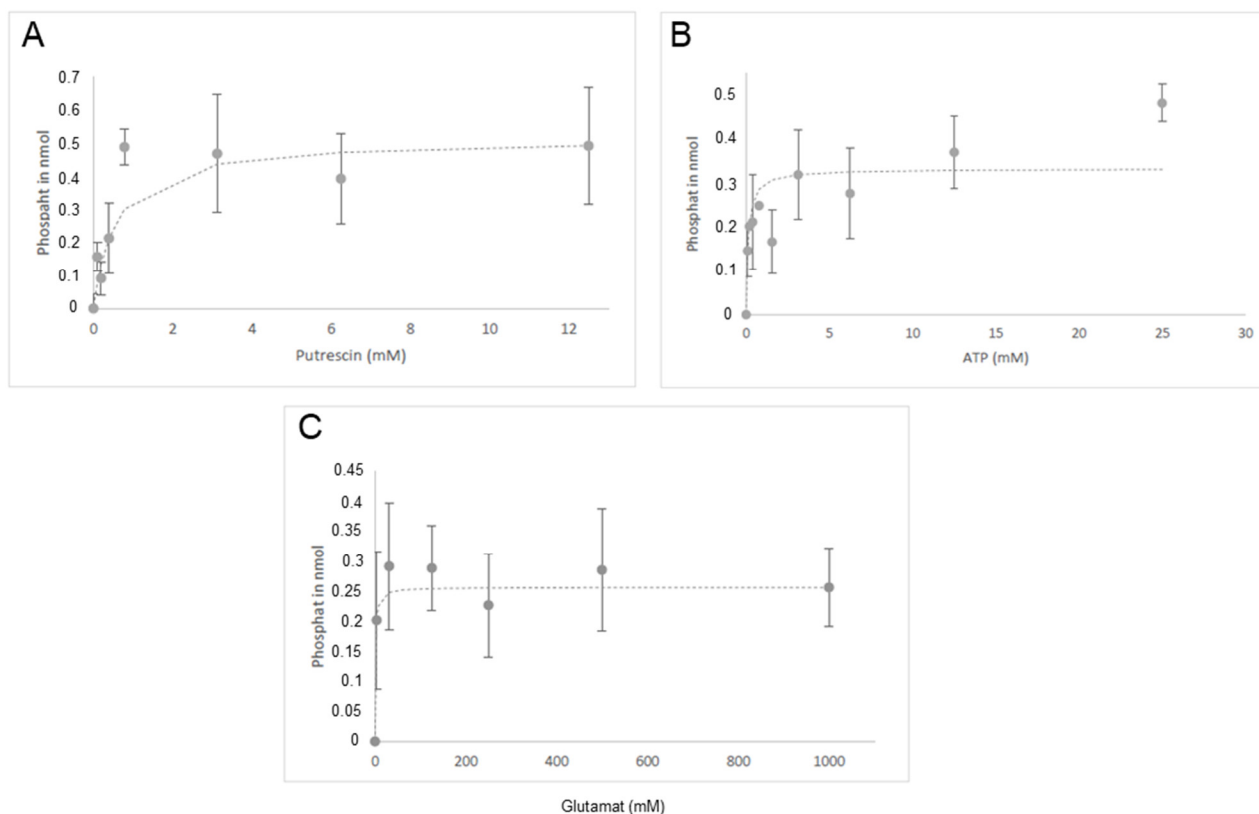 A
Phospaht in nmol
0.7
0.6
0.5
0.4
0.3
0.2
0.1
0
0 2 4 6 8 10 12
Putrescin (mM)
B
Phosphat in nmol
0.5
0.4
0.3
0.2
0.1
0
0 5 10 15 20 25 30
ATP (mM)
C
Phosphat in nmol
0.45
0.4
0.35
0.3
0.25
0.2
0.15
0.1
0.05
0
0 200 400 600 800 1000
Glutamat (mM)